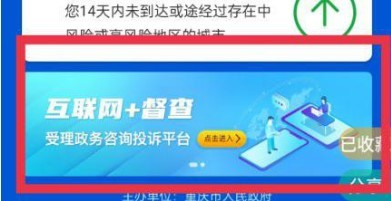 您14天内未到达或途经过存在中
风险或高风险地区的城市
互联网+督查
受理政务咨询投诉平台 点击进入
已收
主办单位：重庆市人民政府
分享